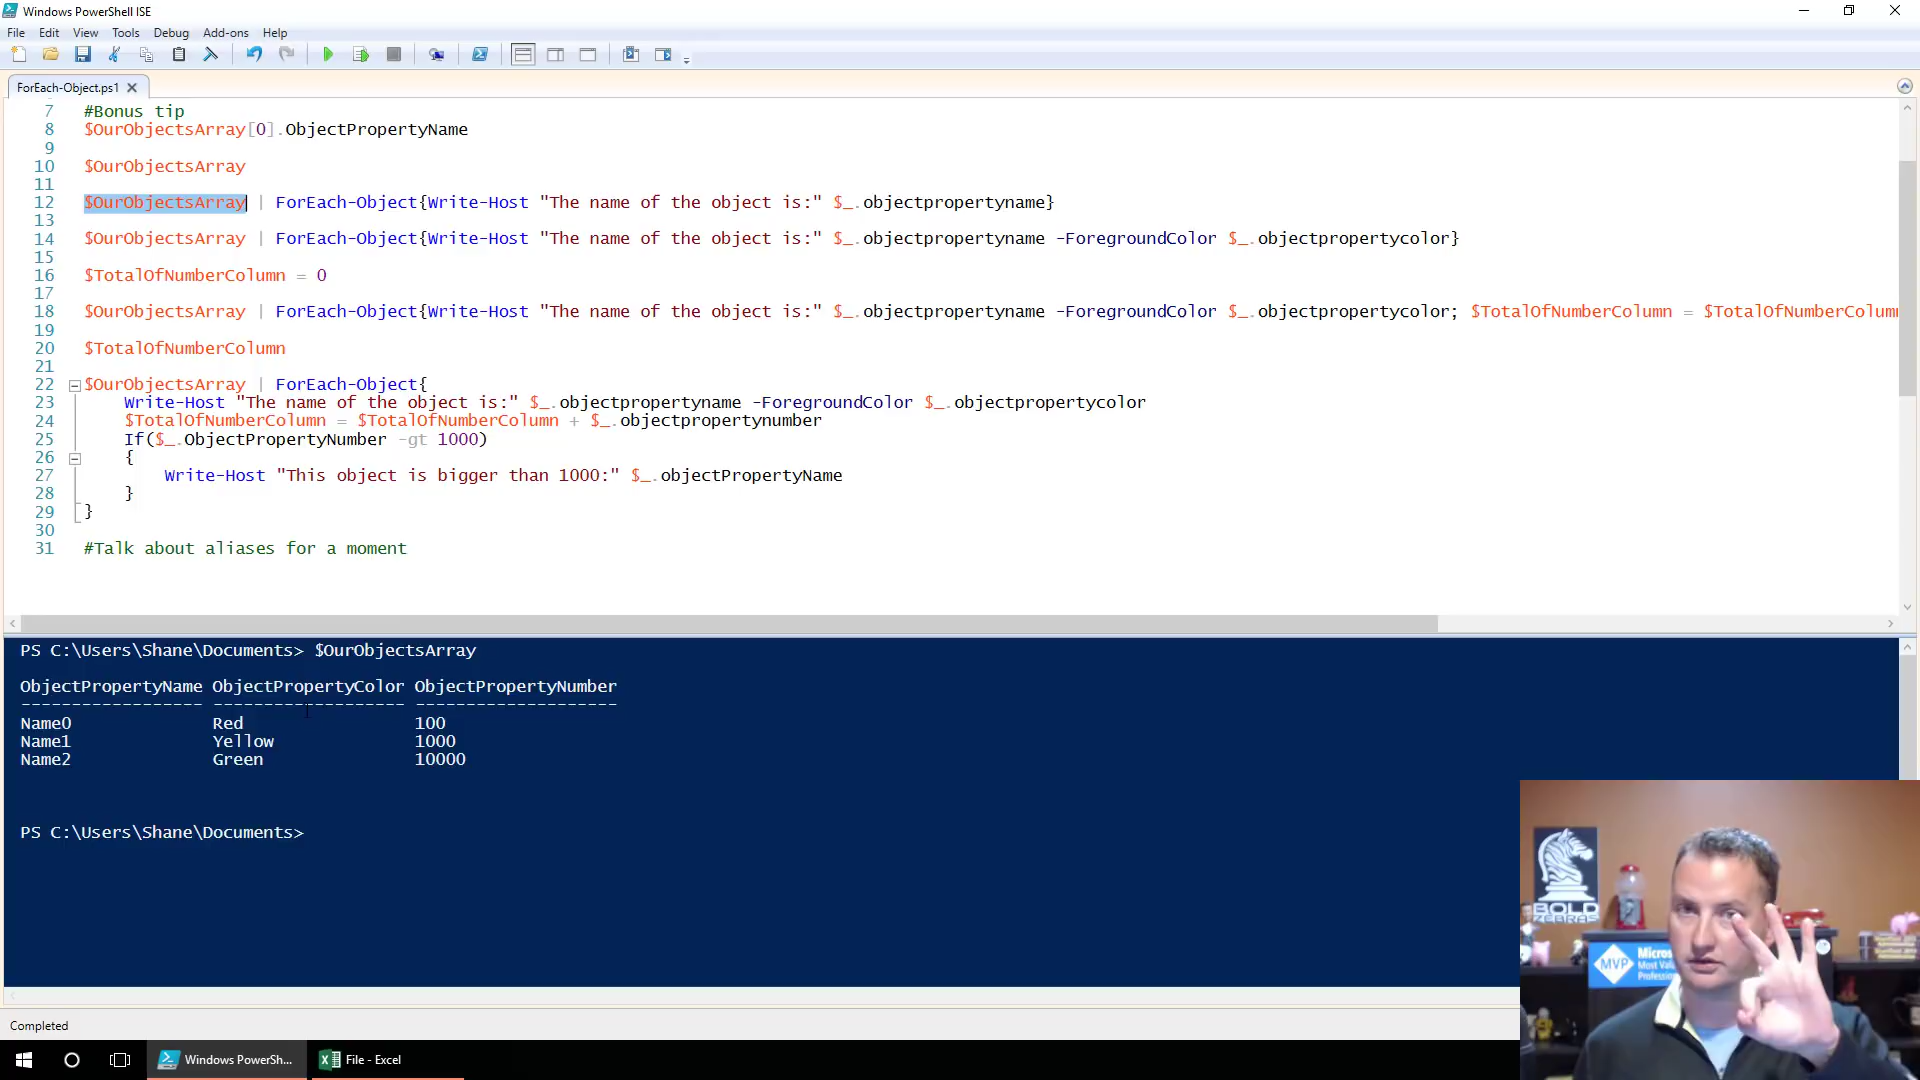 Windows PowerShell ISE
File Edit View Tools Debug Add-ons Help
ForEach-Object.ps1
7 #Bonus tip
8 $OurObjectsArray[0].ObjectPropertyName
9
10 $OurObjectsArray
11
12 $OurObjectsArray | ForEach-Object{Write-Host "The name of the object is:" $_.objectpropertyname}
13
14 $OurObjectsArray | ForEach-Object{Write-Host "The name of the object is:" $_.objectpropertyname -ForegroundColor $_.objectpropertycolor}
15
16 $TotalOfNumberColumn = 0
17
18 $OurObjectsArray | ForEach-Object{Write-Host "The name of the object is:" $_.objectpropertyname -ForegroundColor $_.objectpropertycolor; $TotalOfNumberColumn = $TotalOfNumberColumn
19
20 $TotalOfNumberColumn
21
22 $OurObjectsArray | ForEach-Object{
23 Write-Host "The name of the object is:" $_.objectpropertyname -ForegroundColor $_.objectpropertycolor
24 $TotalOfNumberColumn = $TotalOfNumberColumn + $_.objectpropertynumber
25 If($_.ObjectPropertyNumber -gt 1000)
26 {
27 Write-Host "This object is bigger than 1000:" $_.objectPropertyName
28 }
29 }
30
31 #Talk about aliases for a moment
PS C:\Users\Shane\Documents> $OurObjectsArray
ObjectPropertyName ObjectPropertyColor ObjectPropertyNumber
------------------ ------------------- --------------------
Name0 Red 100
Name1 Yellow 1000
Name2 Green 10000
PS C:\Users\Shane\Documents>
BOLD
ZEBRAS
MVP
Completed
Windows PowerSh...
File - Excel